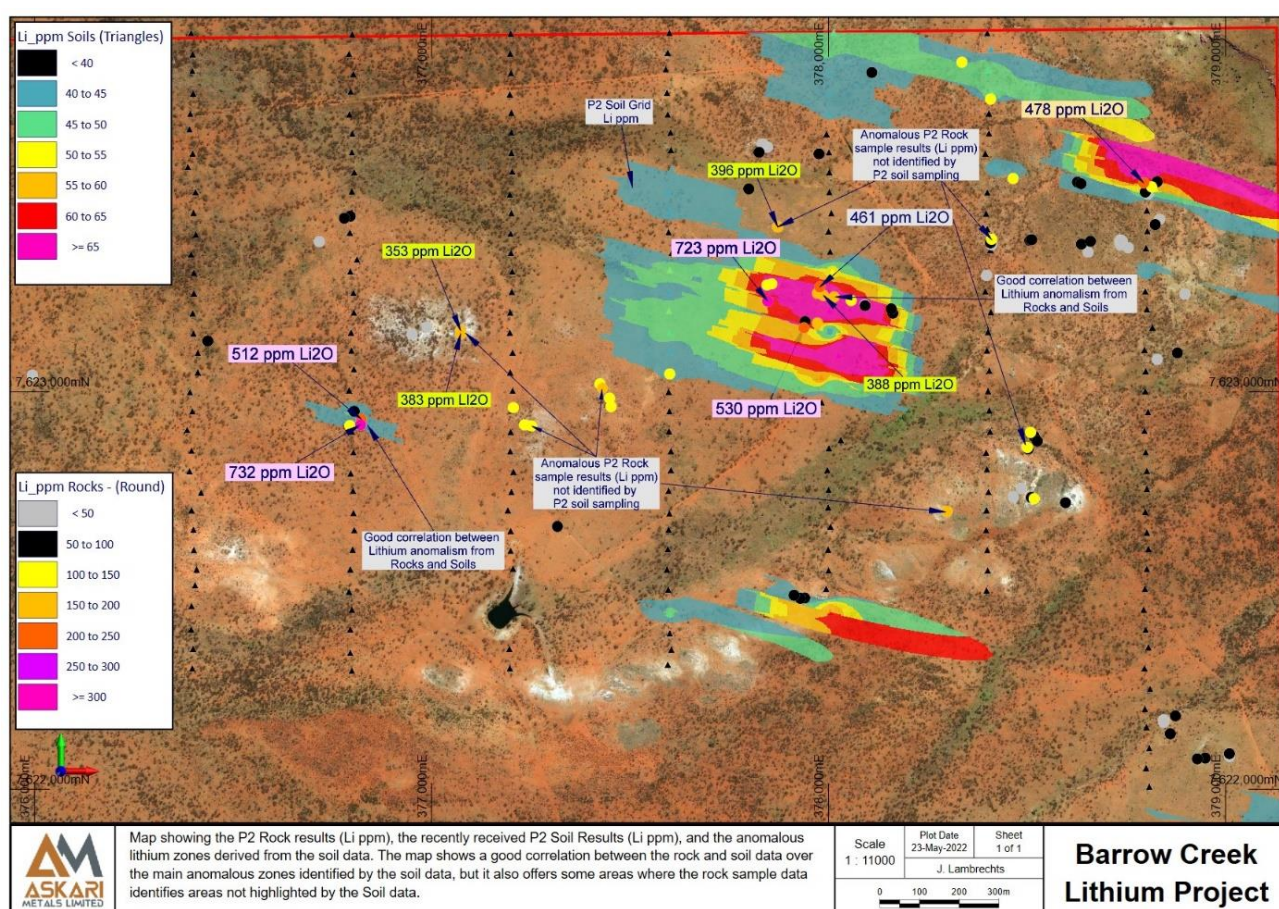 Li_ppm Soils (Triangles)
< 40
40 to 45
45 to 50
50 to 55
55 to 60
60 to 65
>= 65
377,000mE
378,000mE
379,000mE
P2 Soil Grid
Li ppm
Anomalous P2 Rock
sample results (Li ppm)
not identified by
P2 soil sampling
478 ppm Li2O
396 ppm Li2O
461 ppm Li2O
723 ppm Li2O
353 ppm Li2O
Good correlation between
Lithium anomalism from
Rocks and Soils
512 ppm Li2O
383 ppm LI2O
388 ppm Li2O
530 ppm Li2O
7,623,000mN
7,623,000mN
732 ppm Li2O
Anomalous P2 Rock
sample results (Li ppm)
not identified by
P2 soil sampling
Good correlation between
Lithium anomalism from
Rocks and Soils
Li_ppm Rocks - (Round)
< 50
50 to 100
100 to 150
150 to 200
200 to 250
250 to 300
>= 300
7,622,000mN
7,622,000mN
376,000mE
377,000mE
378,000mE
379,000mE
AM
ASKARI
METALS LIMITED
Map showing the P2 Rock results (Li ppm), the recently received P2 Soil Results (Li ppm), and the anomalous
lithium zones derived from the soil data. The map shows a good correlation between the rock and soil data over
the main anomalous zones identified by the soil data, but it also offers some areas where the rock sample data
identifies areas not highlighted by the Soil data.
Scale
1 : 11000
Plot Date
23-May-2022
Sheet
1 of 1
J. Lambrechts
0 100 200 300m
Barrow Creek
Lithium Project